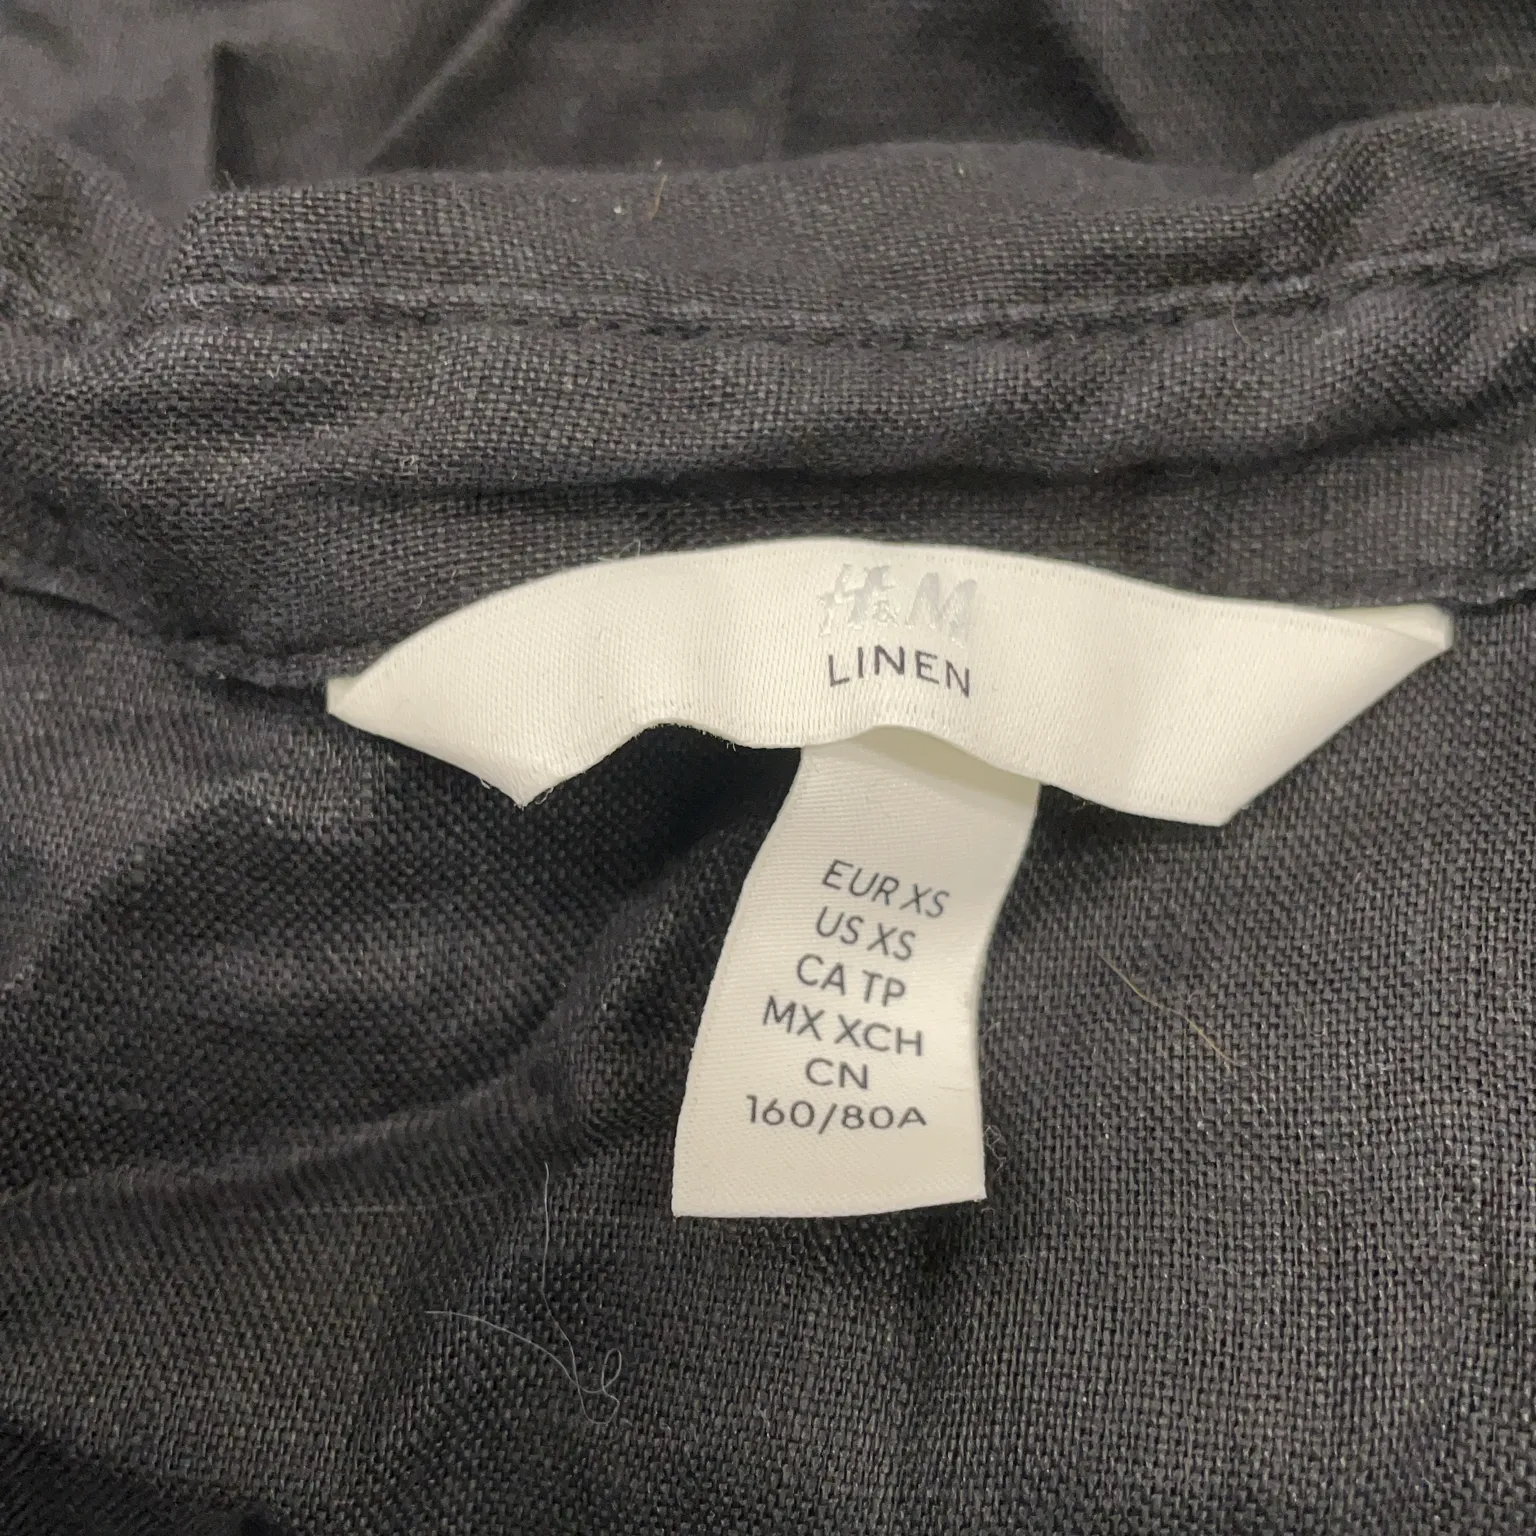 H&M
LINEN
EUR XS
US XS
CA TP
MX XCH
CN
160/80A